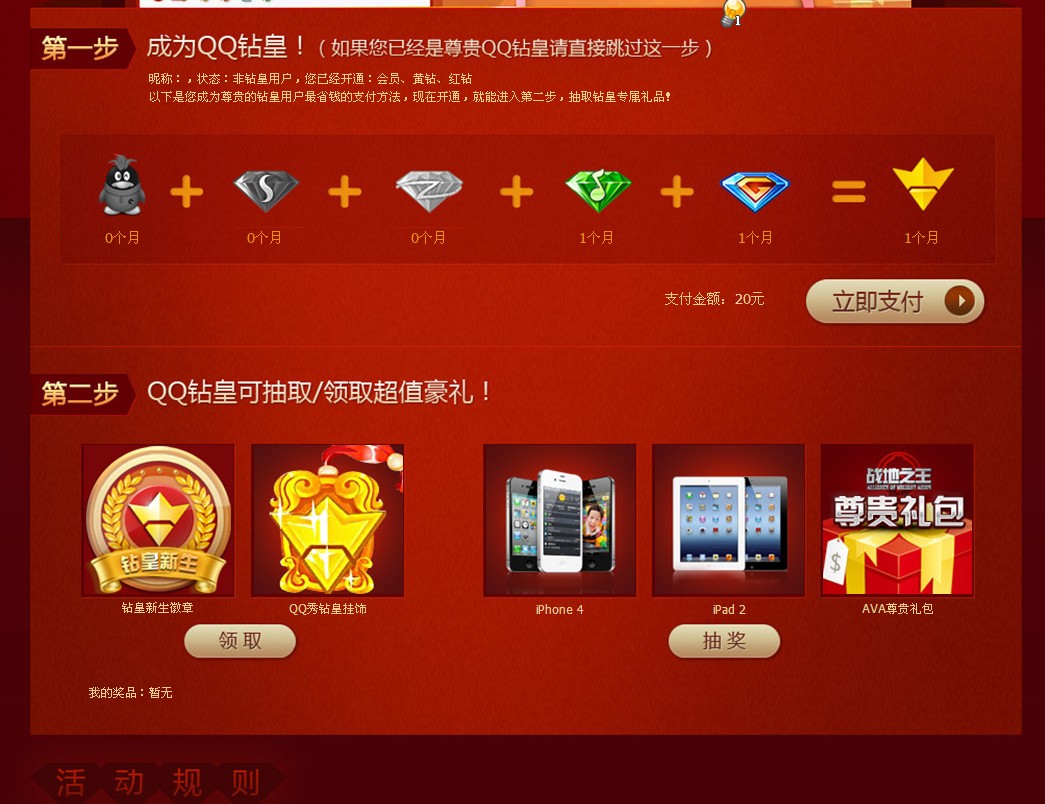 1
第一步
成为QQ钻皇！（如果您已经是尊贵QQ钻皇请直接跳过这一步）
昵称：，状态：非钻皇用户，您已经开通：会员、黄钻、红钻
以下是您成为尊贵的钻皇用户最省钱的支付方法，现在开通，就能进入第二步，抽取钻皇专属礼品！
0个月
0个月
0个月
1个月
1个月
1个月
支付金额：20元
立即支付
第二步
QQ钻皇可抽取/领取超值豪礼！
钻皇新生
战地之王
尊贵礼包
钻皇新生徽章
QQ秀钻皇挂饰
iPhone 4
iPad 2
AVA尊贵礼包
领取
抽奖
我的奖品：暂无
活动规则